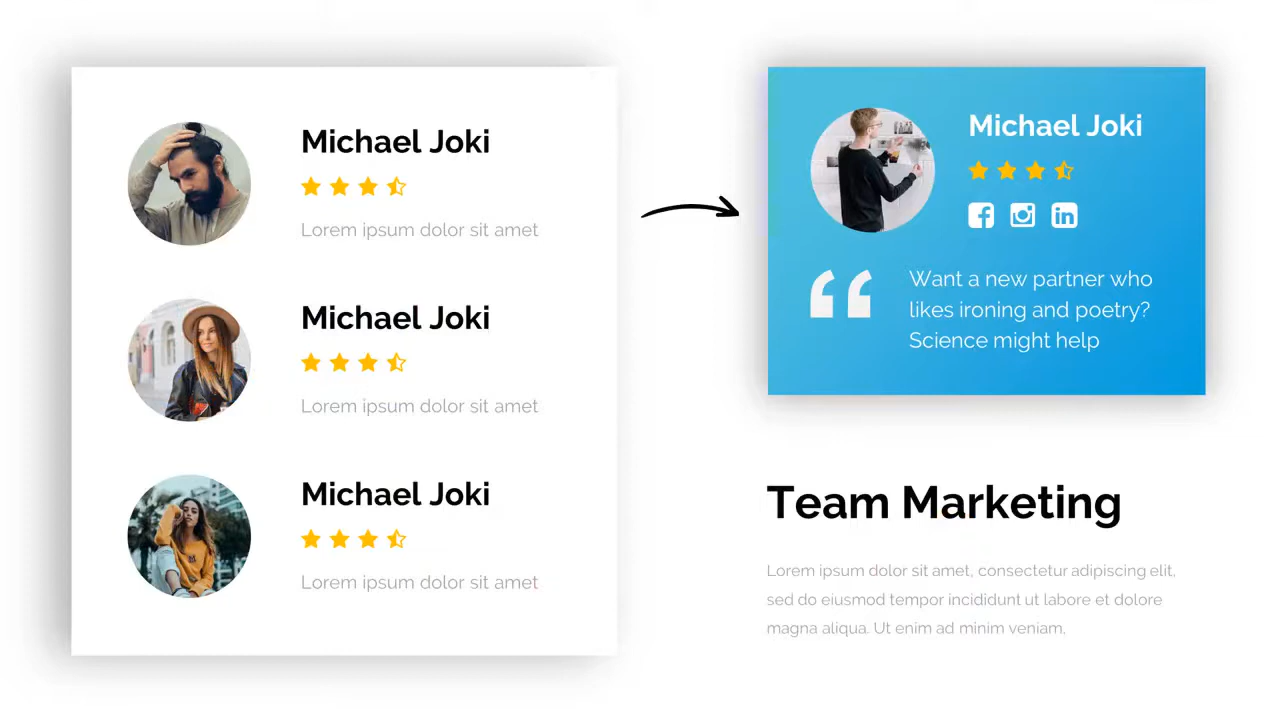 Michael Joki
Lorem ipsum dolor sit amet
Michael Joki
Lorem ipsum dolor sit amet
Michael Joki
Lorem ipsum dolor sit amet
Michael Joki
Want a new partner who
likes ironing and poetry?
Science might help
Team Marketing
Lorem ipsum dolor sit amet, consectetur adipiscing elit,
sed do eiusmod tempor incididunt ut labore et dolore
magna aliqua. Ut enim ad minim veniam,